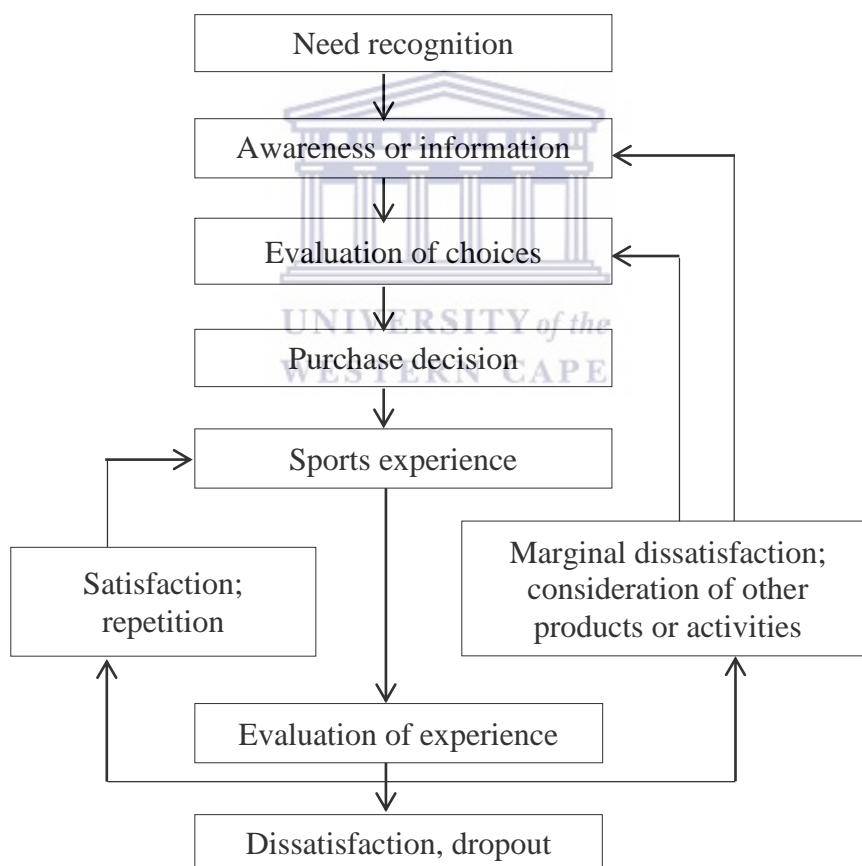 Need recognition
Awareness or information
Evaluation of choices
UNIVERSITY of the
Purchase decision
WESTERN CAPE
Sports experience
Satisfaction;
repetition
Marginal dissatisfaction;
consideration of other
products or activities
Evaluation of experience
Dissatisfaction, dropout